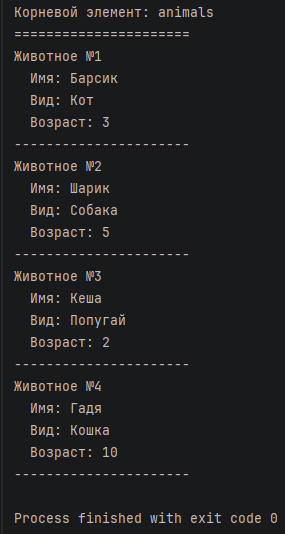 Корневой элемент: animals
======================
Животное №1
  Имя: Барсик
  Вид: Кот
  Возраст: 3
----------------------
Животное №2
  Имя: Шарик
  Вид: Собака
  Возраст: 5
----------------------
Животное №3
  Имя: Кеша
  Вид: Попугай
  Возраст: 2
----------------------
Животное №4
  Имя: Гадя
  Вид: Кошка
  Возраст: 10
----------------------

Process finished with exit code 0